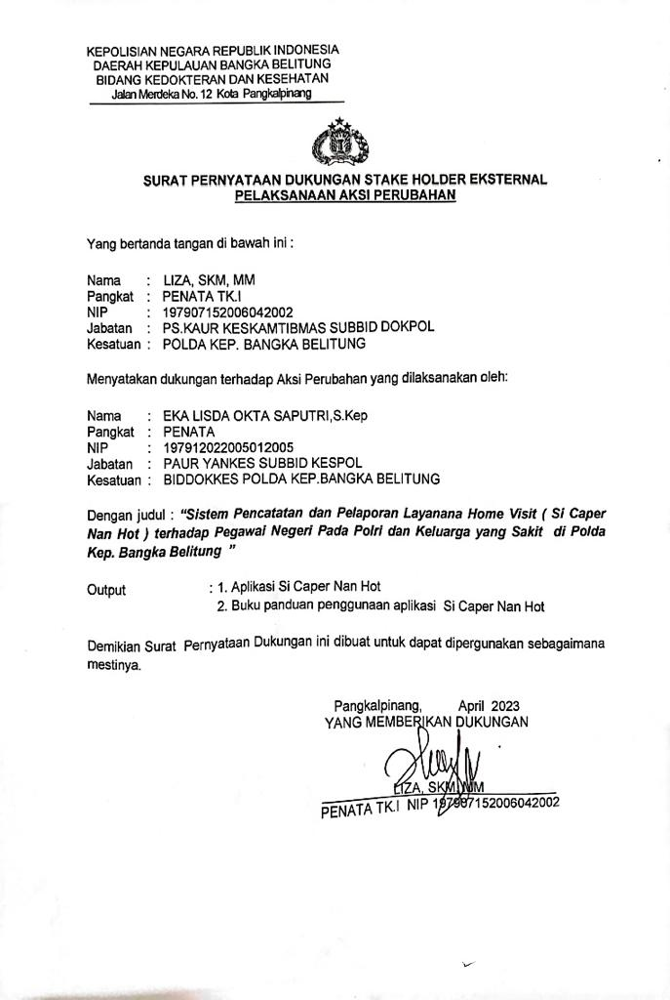 KEPOLISIAN NEGARA REPUBLIK INDONESIA
DAERAH KEPULAUAN BANGKA BELITUNG
BIDANG KEDOKTERAN DAN KESEHATAN
Jalan Merdeka No. 12 Kota Pangkalpinang
SURAT PERNYATAAN DUKUNGAN STAKE HOLDER EKSTERNAL
PELAKSANAAN AKSI PERUBAHAN
Yang bertanda tangan di bawah ini :
Nama : LIZA, SKM, MM
Pangkat : PENATA TK.I
NIP : 197907152006042002
Jabatan : PS.KAUR KESKAMTIBMAS SUBBID DOKPOL
Kesatuan : POLDA KEP. BANGKA BELITUNG
Menyatakan dukungan terhadap Aksi Perubahan yang dilaksanakan oleh:
Nama : EKA LISDA OKTA SAPUTRI,S.Kep
Pangkat : PENATA
NIP : 197912022005012005
Jabatan : PAUR YANKES SUBBID KESPOL
Kesatuan : BIDDOKKES POLDA KEP.BANGKA BELITUNG
Dengan judul : “Sistem Pencatatan dan Pelaporan Layanana Home Visit ( Si Caper
Nan Hot ) terhadap Pegawai Negeri Pada Polri dan Keluarga yang Sakit di Polda
Kep. Bangka Belitung ”
Output : 1. Aplikasi Si Caper Nan Hot
2. Buku panduan penggunaan aplikasi Si Caper Nan Hot
Demikian Surat Pernyataan Dukungan ini dibuat untuk dapat dipergunakan sebagaimana
mestinya.
Pangkalpinang, April 2023
YANG MEMBERIKAN DUKUNGAN
LIZA, SKM, MM
PENATA TK.I NIP 197907152006042002